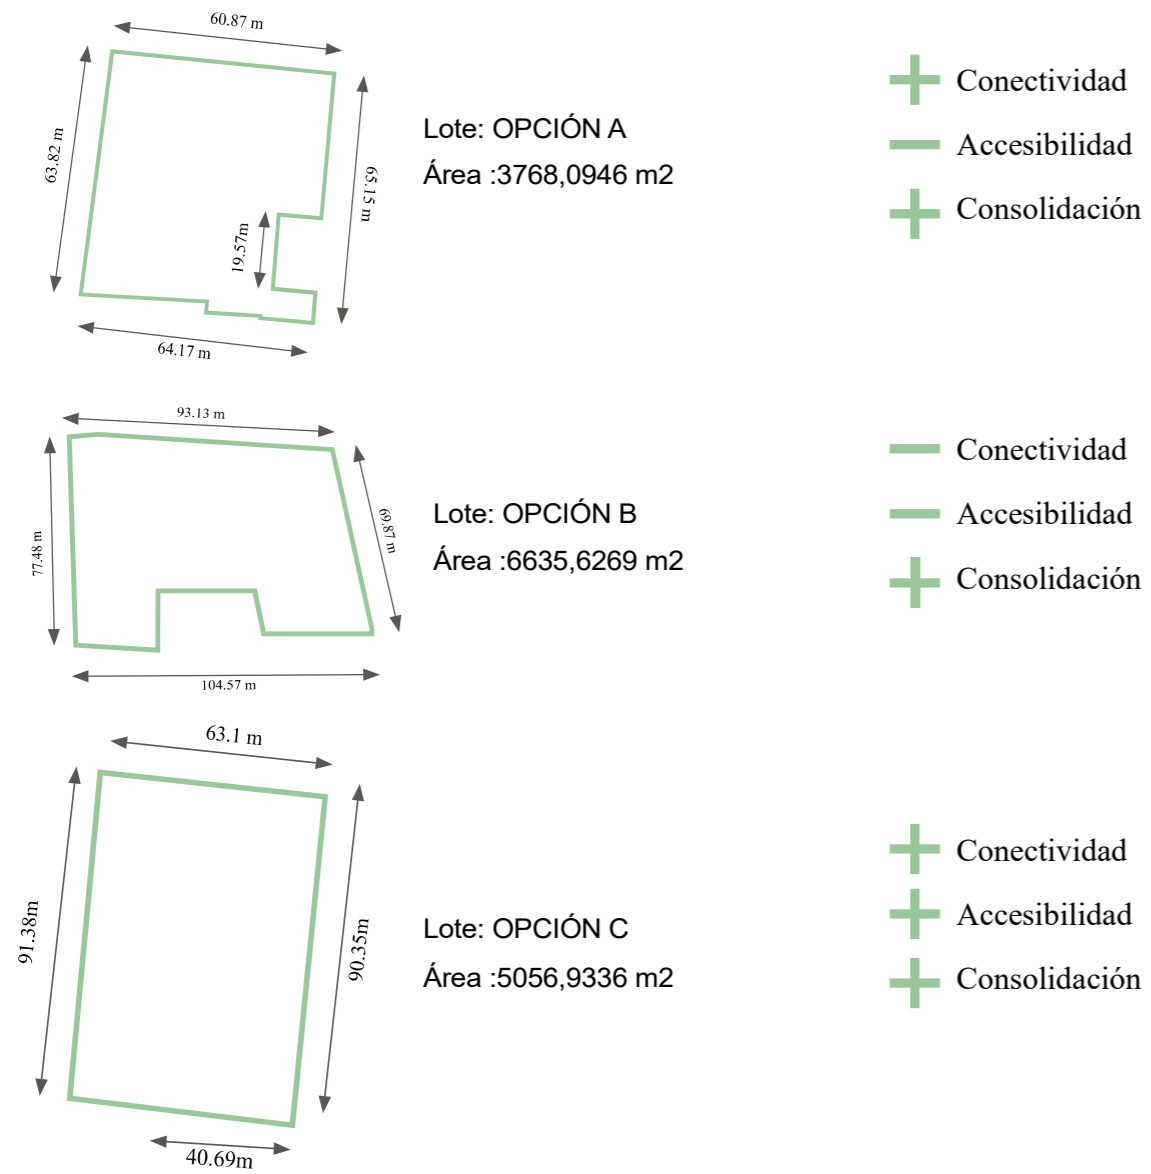 60.87 m
63.82 m
65.15 m
19.57m
64.17 m
Lote: OPCIÓN A
Área :3768,0946 m2
Conectividad
Accesibilidad
Consolidación
93.13 m
77.48 m
69.87 m
104.57 m
Lote: OPCIÓN B
Área :6635,6269 m2
Conectividad
Accesibilidad
Consolidación
63.1 m
91.38m
90.35m
40.69m
Lote: OPCIÓN C
Área :5056,9336 m2
Conectividad
Accesibilidad
Consolidación